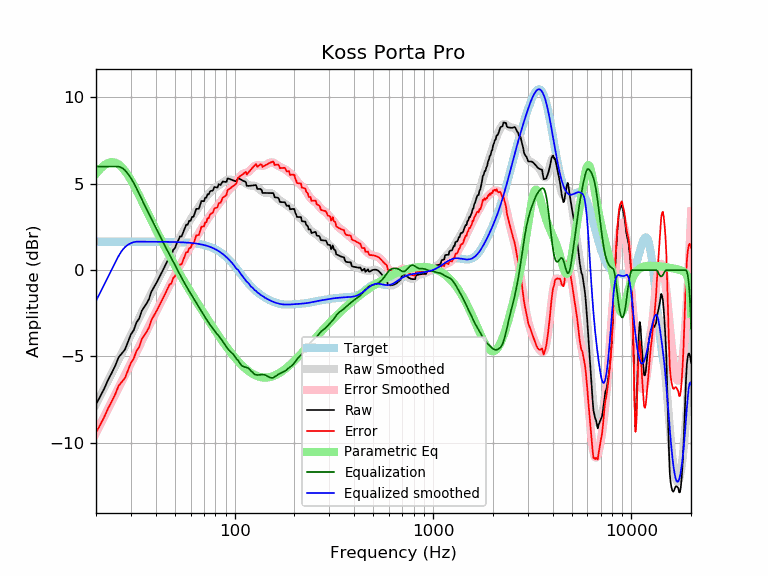 Koss Porta Pro
Amplitude (dBr)
10
5
0
−5
−10
Target
Raw Smoothed
Error Smoothed
Raw
Error
Parametric Eq
Equalization
Equalized smoothed
100
1000
10000
Frequency (Hz)